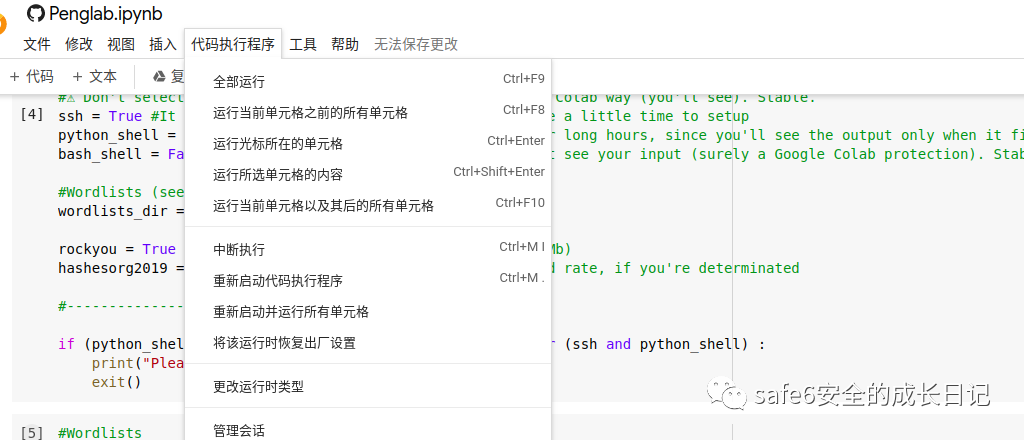 Penglab.ipynb
文件 修改 视图 插入 代码执行程序 工具 帮助 无法保存更改
+ 代码 + 文本 复
全部运行 Ctrl+F9
运行当前单元格之前的所有单元格 Ctrl+F8
运行光标所在的单元格 Ctrl+Enter
运行所选单元格的内容 Ctrl+Shift+Enter
运行当前单元格以及其后的所有单元格 Ctrl+F10
中断执行 Ctrl+M I
重新启动代码执行程序 Ctrl+M .
重新启动并运行所有单元格
将该运行时恢复出厂设置
更改运行时类型
管理会话
#⚠ Don't select Colab way (you'll see). Stable.
[4] ssh = True #It e a little time to setup
python_shell = r long hours, since you'll see the output only when it fi
bash_shell = Fa t see your input (surely a Google Colab protection). Stab
#Wordlists (see
wordlists_dir =
rockyou = True Mb)
hashesorg2019 = d rate, if you're determinated
#---------------
if (python_shel r (ssh and python_shell) :
print("Plea
exit()
[5] #Wordlists
safe6安全的成长日记